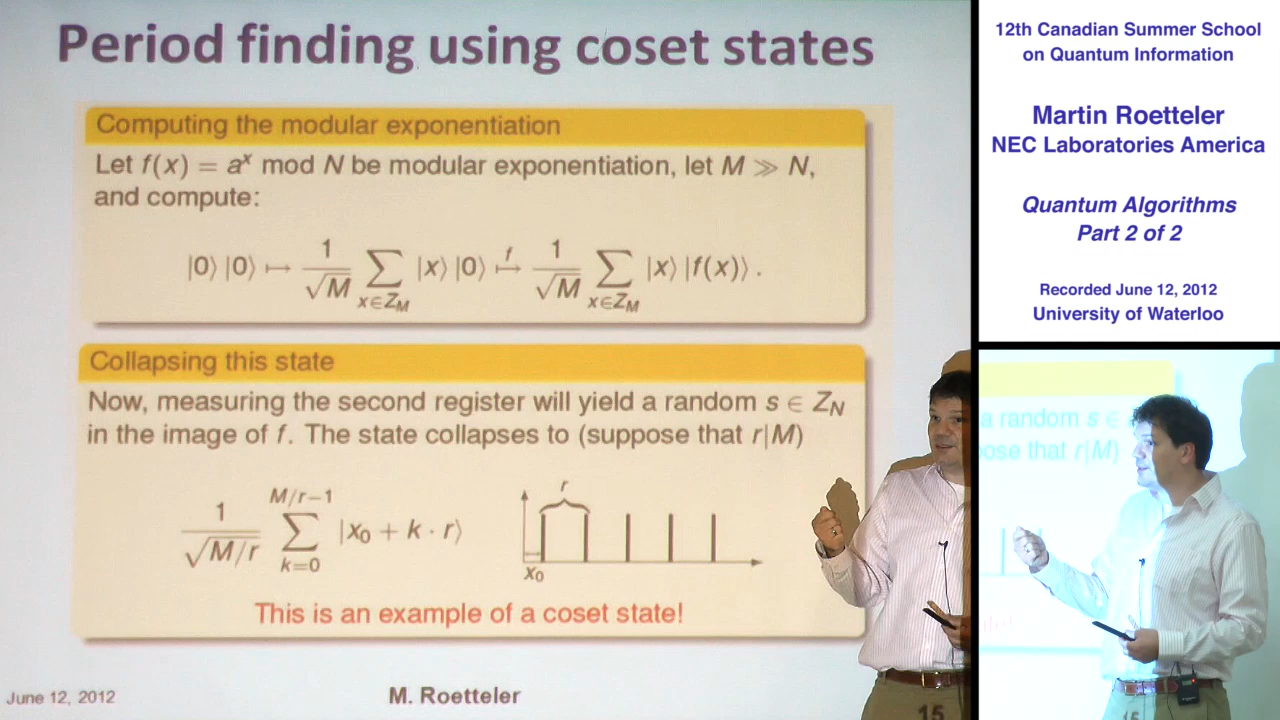 Period finding using coset states
Computing the modular exponentiation
Let f(x) = a^x mod N be modular exponentiation, let M ≫ N,
and compute:
|0⟩ |0⟩ ↦ 1/√M ∑_{x∈Z_M} |x⟩ |0⟩ ↦^f 1/√M ∑_{x∈Z_M} |x⟩ |f(x)⟩ .
Collapsing this state
Now, measuring the second register will yield a random s ∈ Z_N
in the image of f. The state collapses to (suppose that r|M)
1/√(M/r) ∑_{k=0}^{M/r−1} |x_0 + k · r⟩
r
x_0
This is an example of a coset state!
June 12, 2012
M. Roetteler
15
12th Canadian Summer School
on Quantum Information
Martin Roetteler
NEC Laboratories America
Quantum Algorithms
Part 2 of 2
Recorded June 12, 2012
University of Waterloo
a random s ∈
pose that r|M)
15